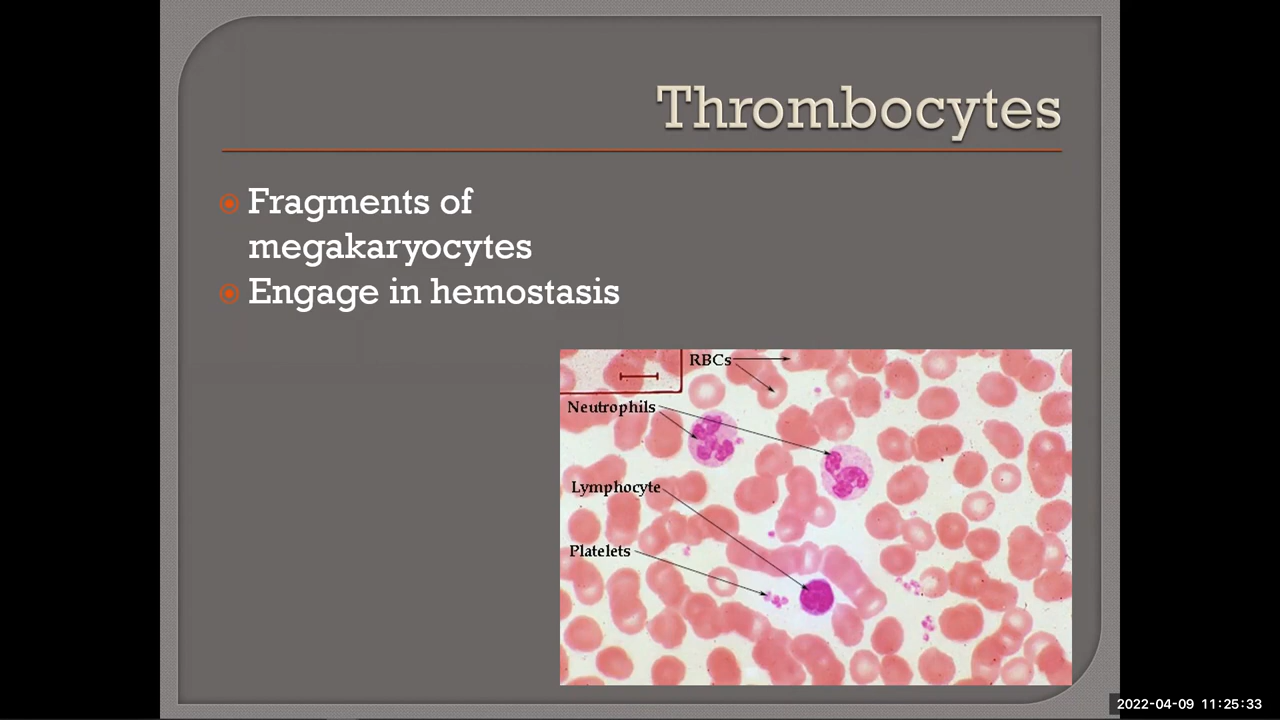 Thrombocytes
Fragments of
megakaryocytes
Engage in hemostasis
RBCs
Neutrophils
Lymphocyte
Platelets
2022-04-09 11:25:33